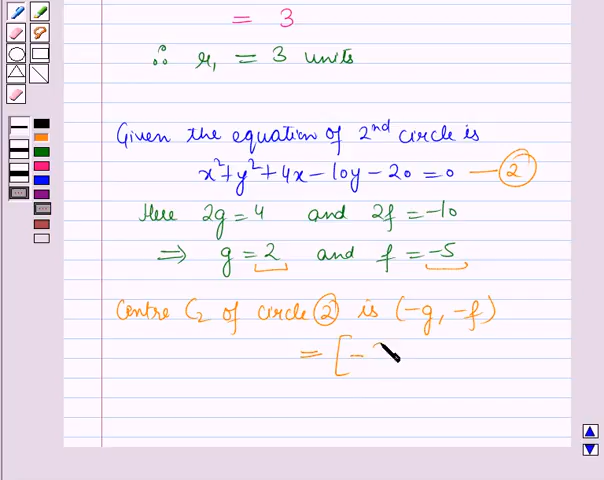 = 3
∴ r₁ = 3 units
Given the equation of 2nd circle is
x²+y²+4x-10y-20=0 — ②
Here 2g=4 and 2f=-10
⇒ g=2 and f=-5
Centre C₂ of circle ② is (-g, -f)
= [-